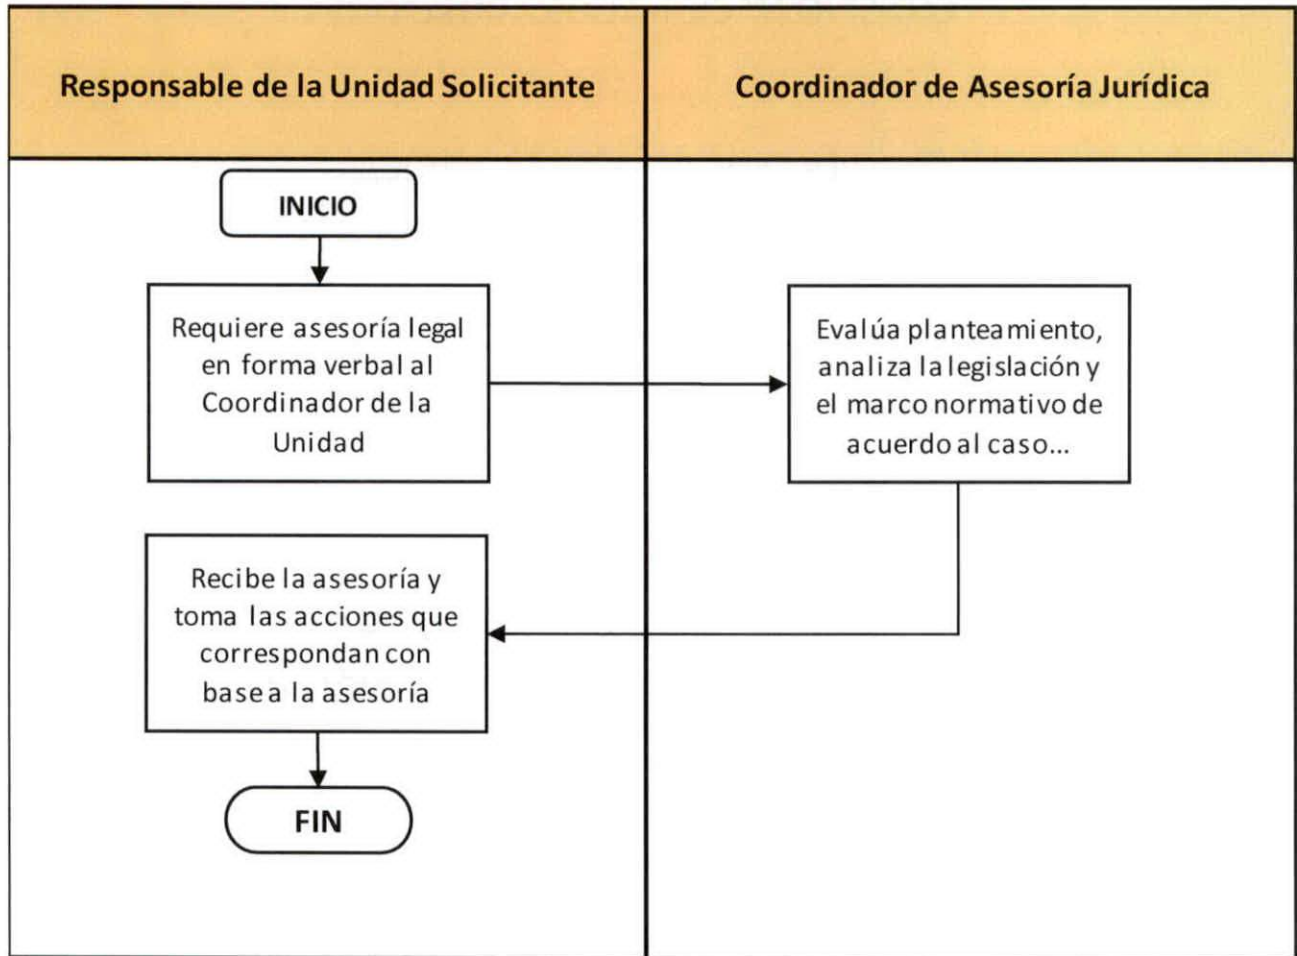 Responsable de la Unidad Solicitante
Coordinador de Asesoría Jurídica
INICIO
Requiere asesoría legal
en forma verbal al
Coordinador de la
Unidad
Evalúa planteamiento,
analiza la legislación y
el marco normativo de
acuerdo al caso...
Recibe la asesoría y
toma las acciones que
correspondan con
base a la asesoría
FIN